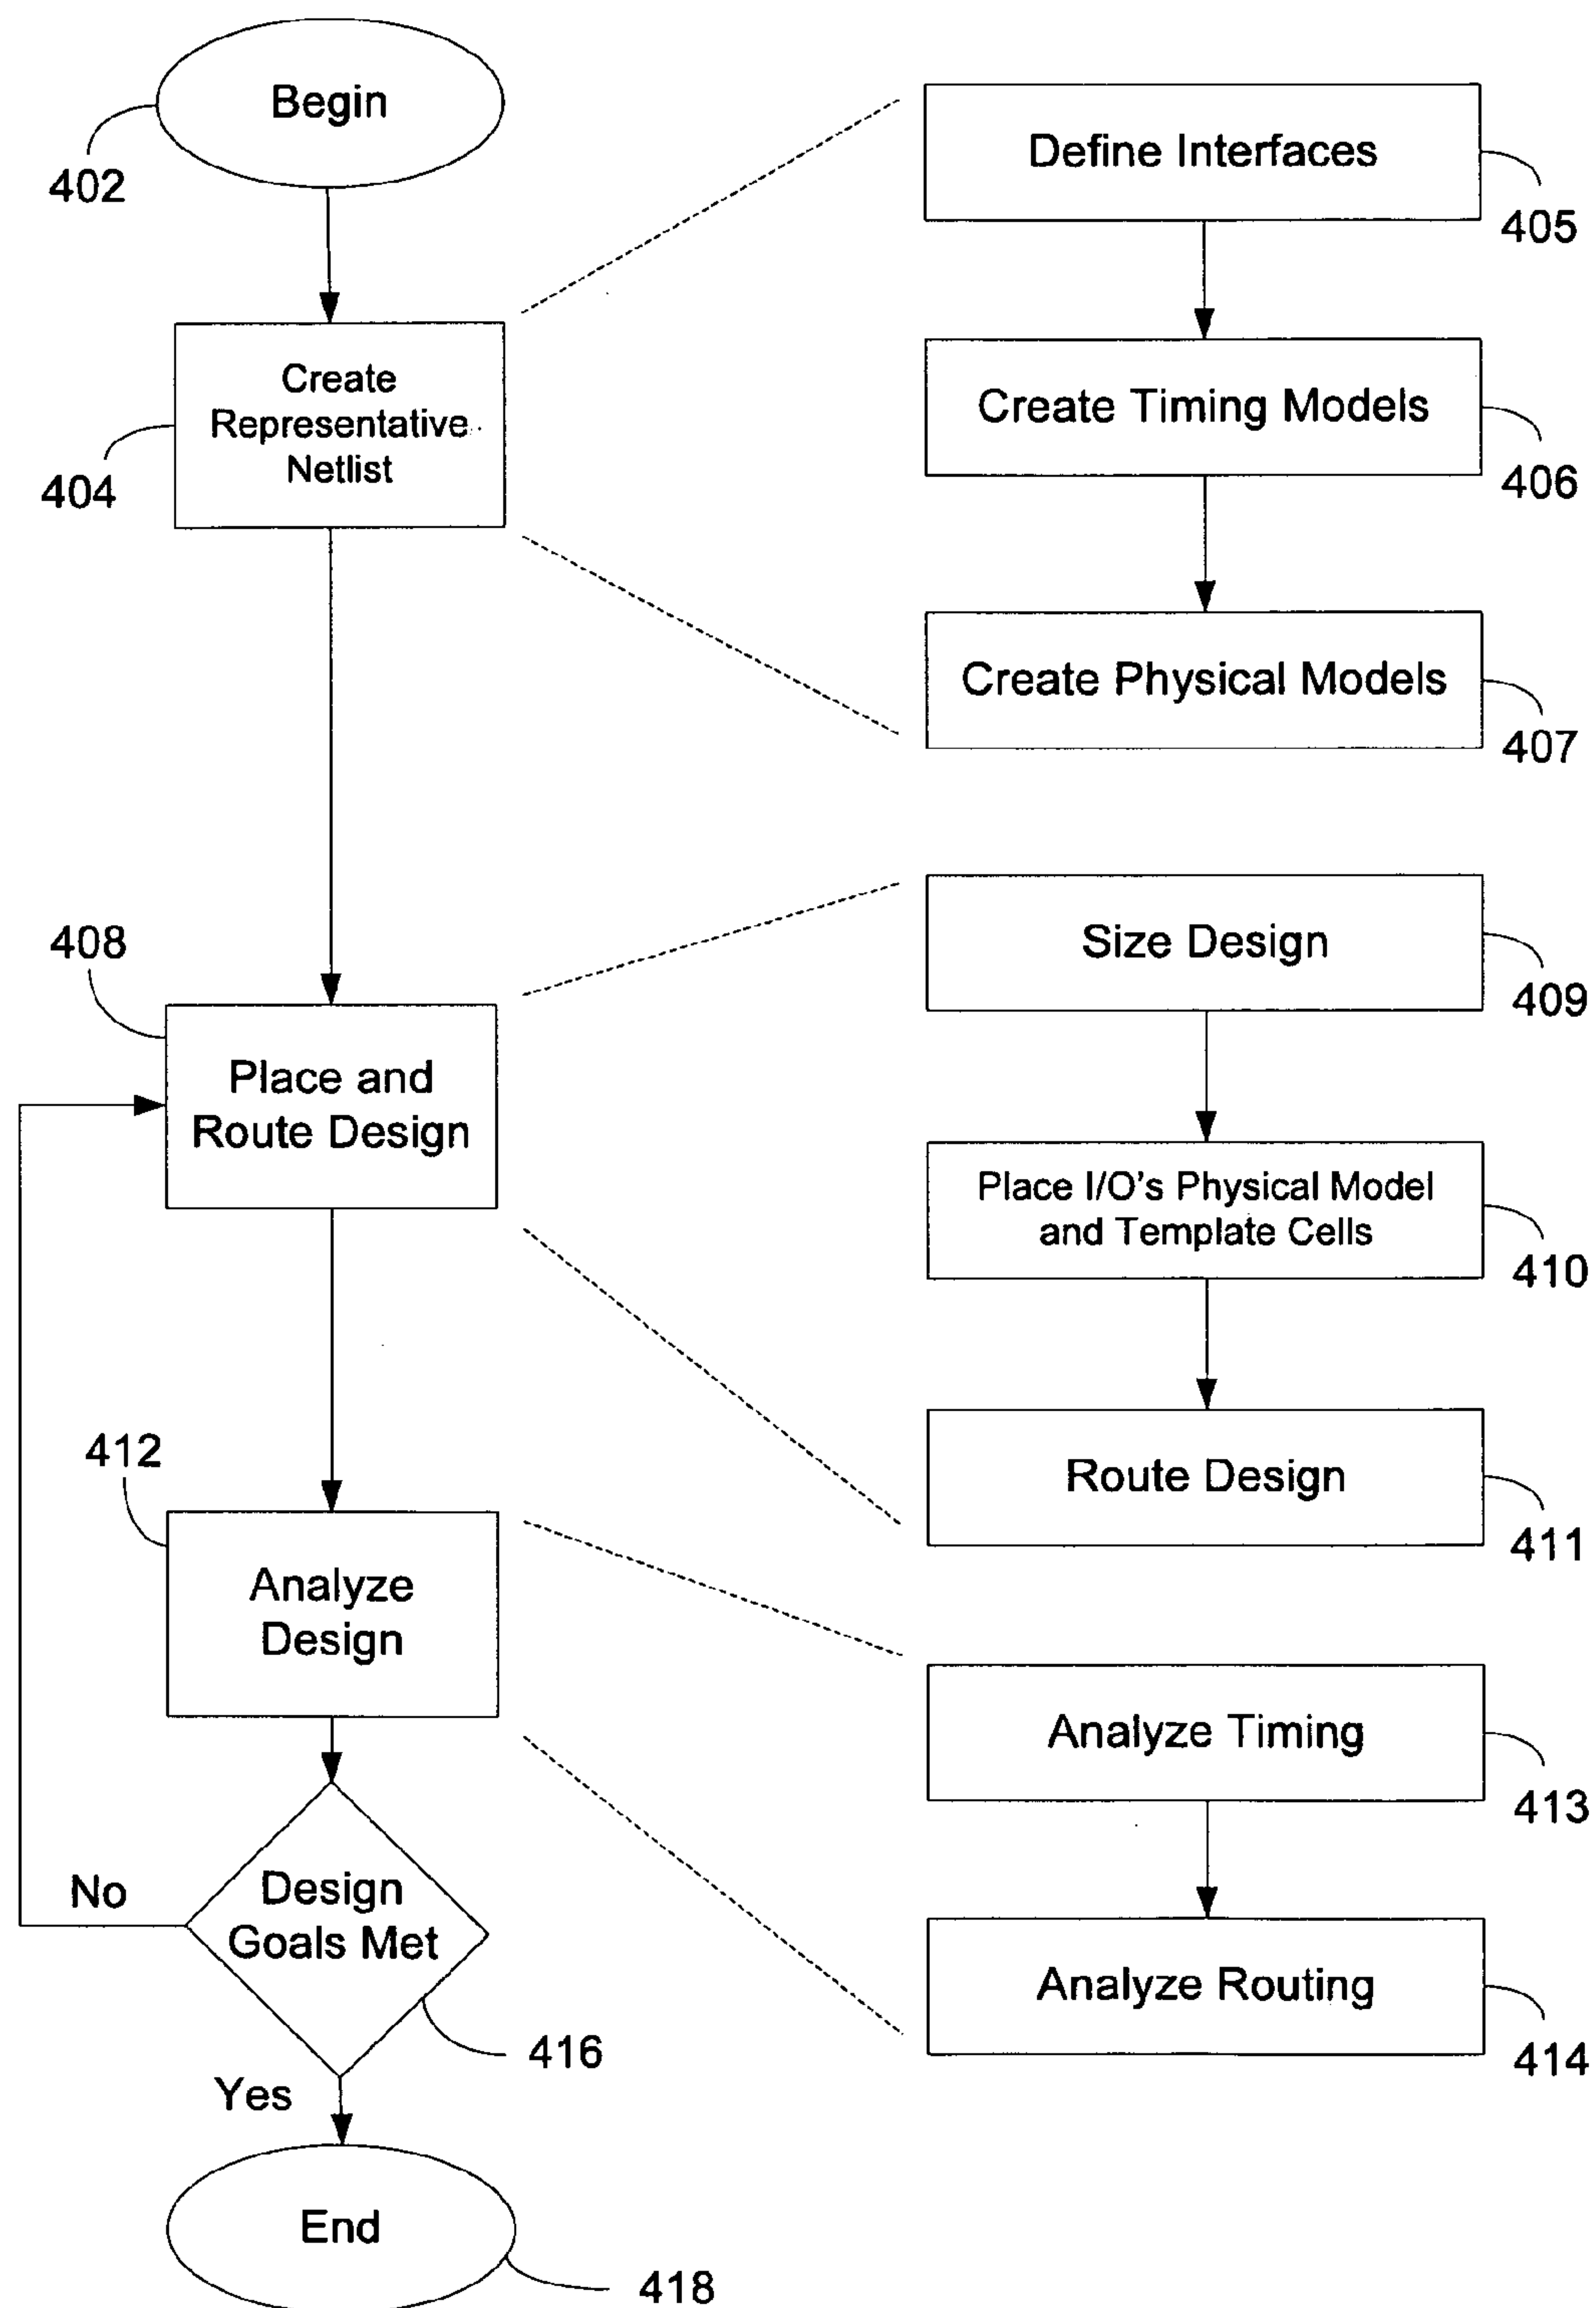 Begin
402
Create
Representative
Netlist
404
Define Interfaces
405
Create Timing Models
406
Create Physical Models
407
408
Place and
Route Design
Size Design
409
Place I/O's Physical Model
and Template Cells
410
Route Design
411
412
Analyze
Design
Analyze Timing
413
Analyze Routing
414
No
Design
Goals Met
416
Yes
End
418